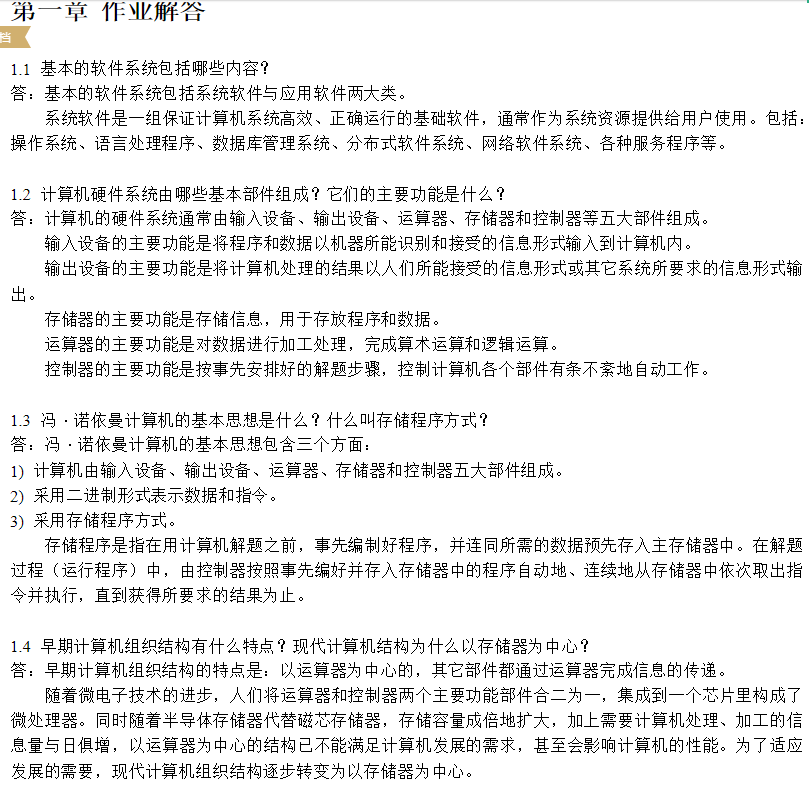 第一章 作业解答
档
1.1 基本的软件系统包括哪些内容？
答：基本的软件系统包括系统软件与应用软件两大类。
系统软件是一组保证计算机系统高效、正确运行的基础软件，通常作为系统资源提供给用户使用。包括：
操作系统、语言处理程序、数据库管理系统、分布式软件系统、网络软件系统、各种服务程序等。
1.2 计算机硬件系统由哪些基本部件组成？它们的主要功能是什么？
答：计算机的硬件系统通常由输入设备、输出设备、运算器、存储器和控制器等五大部件组成。
输入设备的主要功能是将程序和数据以机器所能识别和接受的信息形式输入到计算机内。
输出设备的主要功能是将计算机处理的结果以人们所能接受的信息形式或其它系统所要求的信息形式输
出。
存储器的主要功能是存储信息，用于存放程序和数据。
运算器的主要功能是对数据进行加工处理，完成算术运算和逻辑运算。
控制器的主要功能是按事先安排好的解题步骤，控制计算机各个部件有条不紊地自动工作。
1.3 冯·诺依曼计算机的基本思想是什么？什么叫存储程序方式？
答：冯·诺依曼计算机的基本思想包含三个方面：
1) 计算机由输入设备、输出设备、运算器、存储器和控制器五大部件组成。
2) 采用二进制形式表示数据和指令。
3) 采用存储程序方式。
存储程序是指在用计算机解题之前，事先编制好程序，并连同所需的数据预先存入主存储器中。在解题
过程（运行程序）中，由控制器按照事先编好并存入存储器中的程序自动地、连续地从存储器中依次取出指
令并执行，直到获得所要求的结果为止。
1.4 早期计算机组织结构有什么特点？现代计算机结构为什么以存储器为中心？
答：早期计算机组织结构的特点是：以运算器为中心的，其它部件都通过运算器完成信息的传递。
随着微电子技术的进步，人们将运算器和控制器两个主要功能部件合二为一，集成到一个芯片里构成了
微处理器。同时随着半导体存储器代替磁芯存储器，存储容量成倍地扩大，加上需要计算机处理、加工的信
息量与日俱增，以运算器为中心的结构已不能满足计算机发展的需求，甚至会影响计算机的性能。为了适应
发展的需要，现代计算机组织结构逐步转变为以存储器为中心。